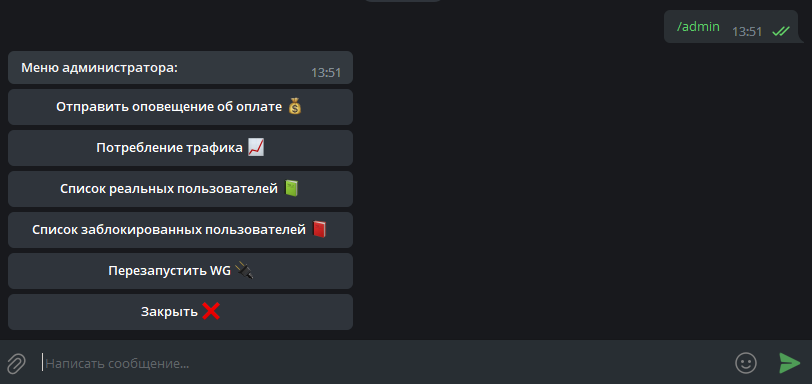 /admin 13:51
Меню администратора: 13:51
Отправить оповещение об оплате 💰
Потребление трафика 📈
Список реальных пользователей 📗
Список заблокированных пользователей 📕
Перезапустить WG 🔌
Закрыть ❌
Написать сообщение...